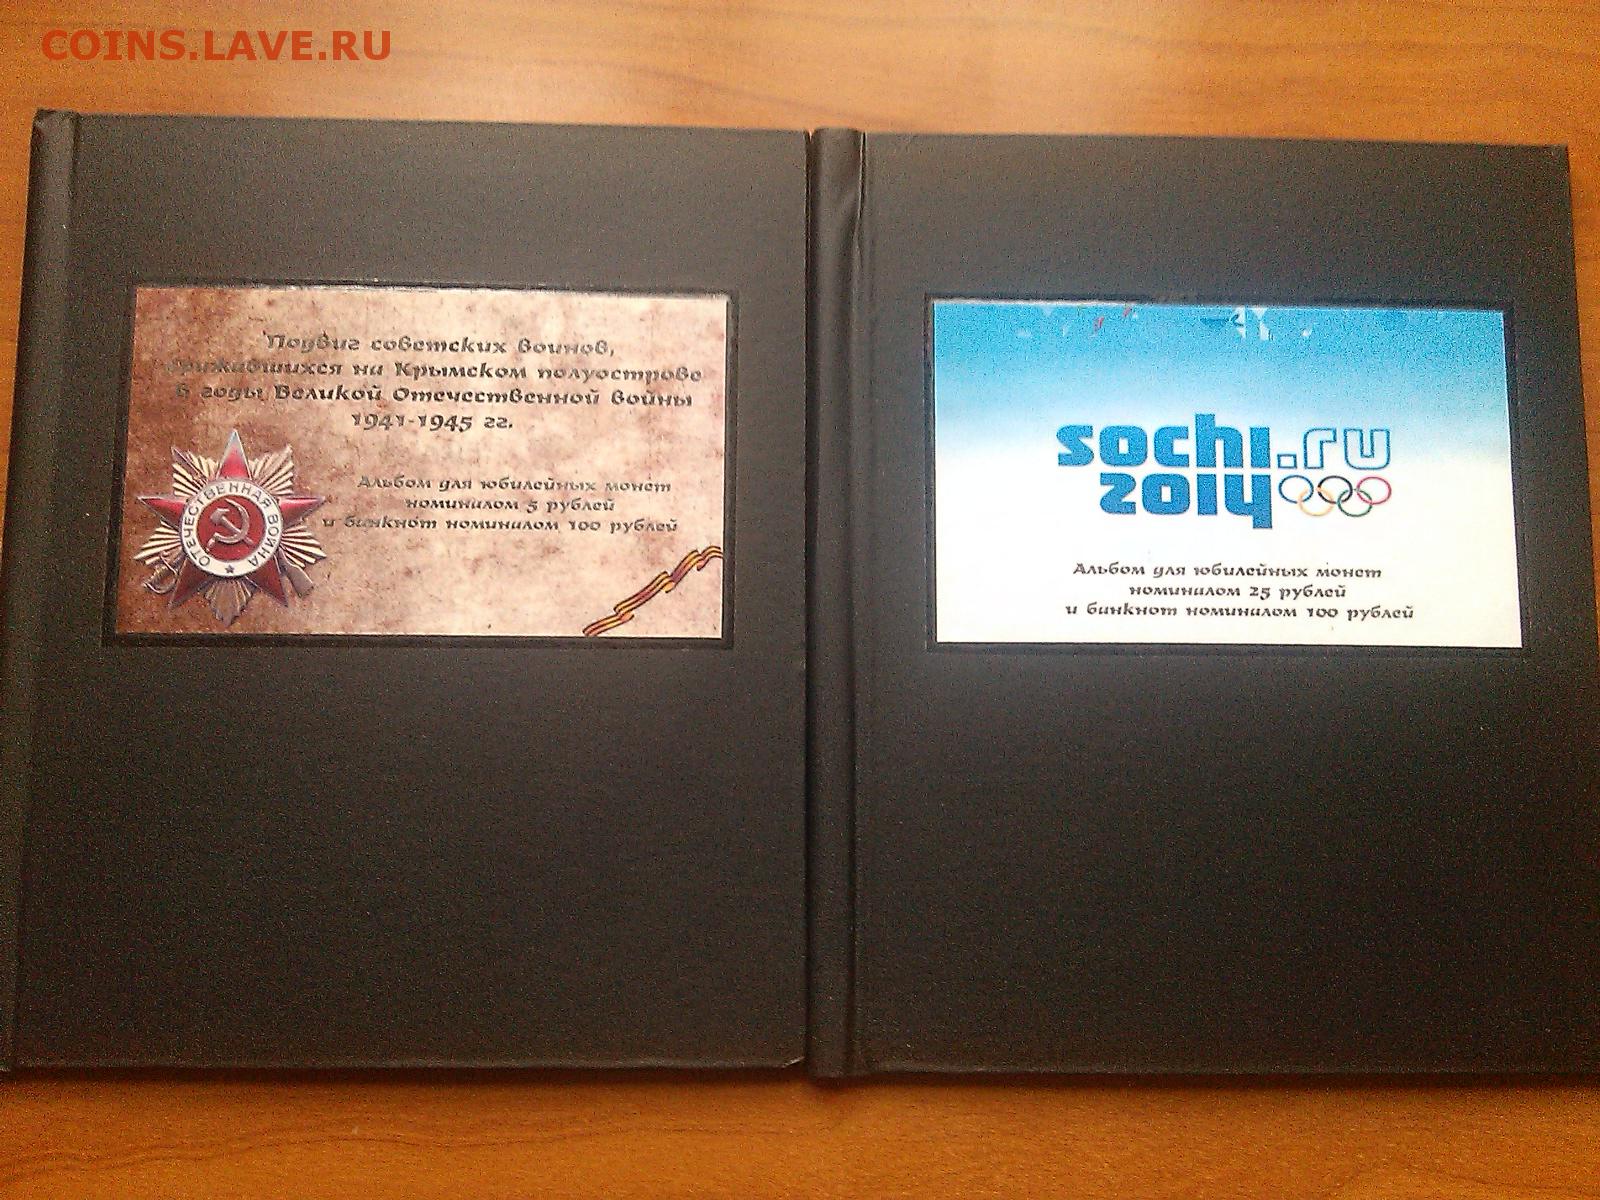 COINS.LAVE.RU
Подвиг советских воинов,
сражавшихся на Крымском полуострове
в годы Великой Отечественной войны
1941-1945 гг.
Альбом для юбилейных монет
номиналом 5 рублей
и банкнот номиналом 100 рублей
ОТЕЧЕСТВЕННАЯ ВОЙНА
sochi.ru
2014
Альбом для юбилейных монет
номиналом 25 рублей
и банкнот номиналом 100 рублей